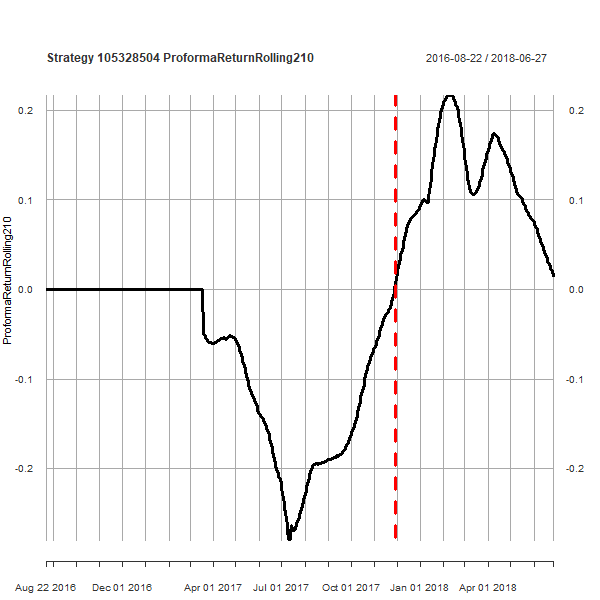 Strategy 105328504 ProformaReturnRolling210
2016-08-22 / 2018-06-27
0.2 0.2
0.1 0.1
0.0 0.0
-0.1 -0.1
-0.2 -0.2
ProformaReturnRolling210
Aug 22 2016 Dec 01 2016 Apr 01 2017 Jul 01 2017 Oct 01 2017 Jan 01 2018 Apr 01 2018